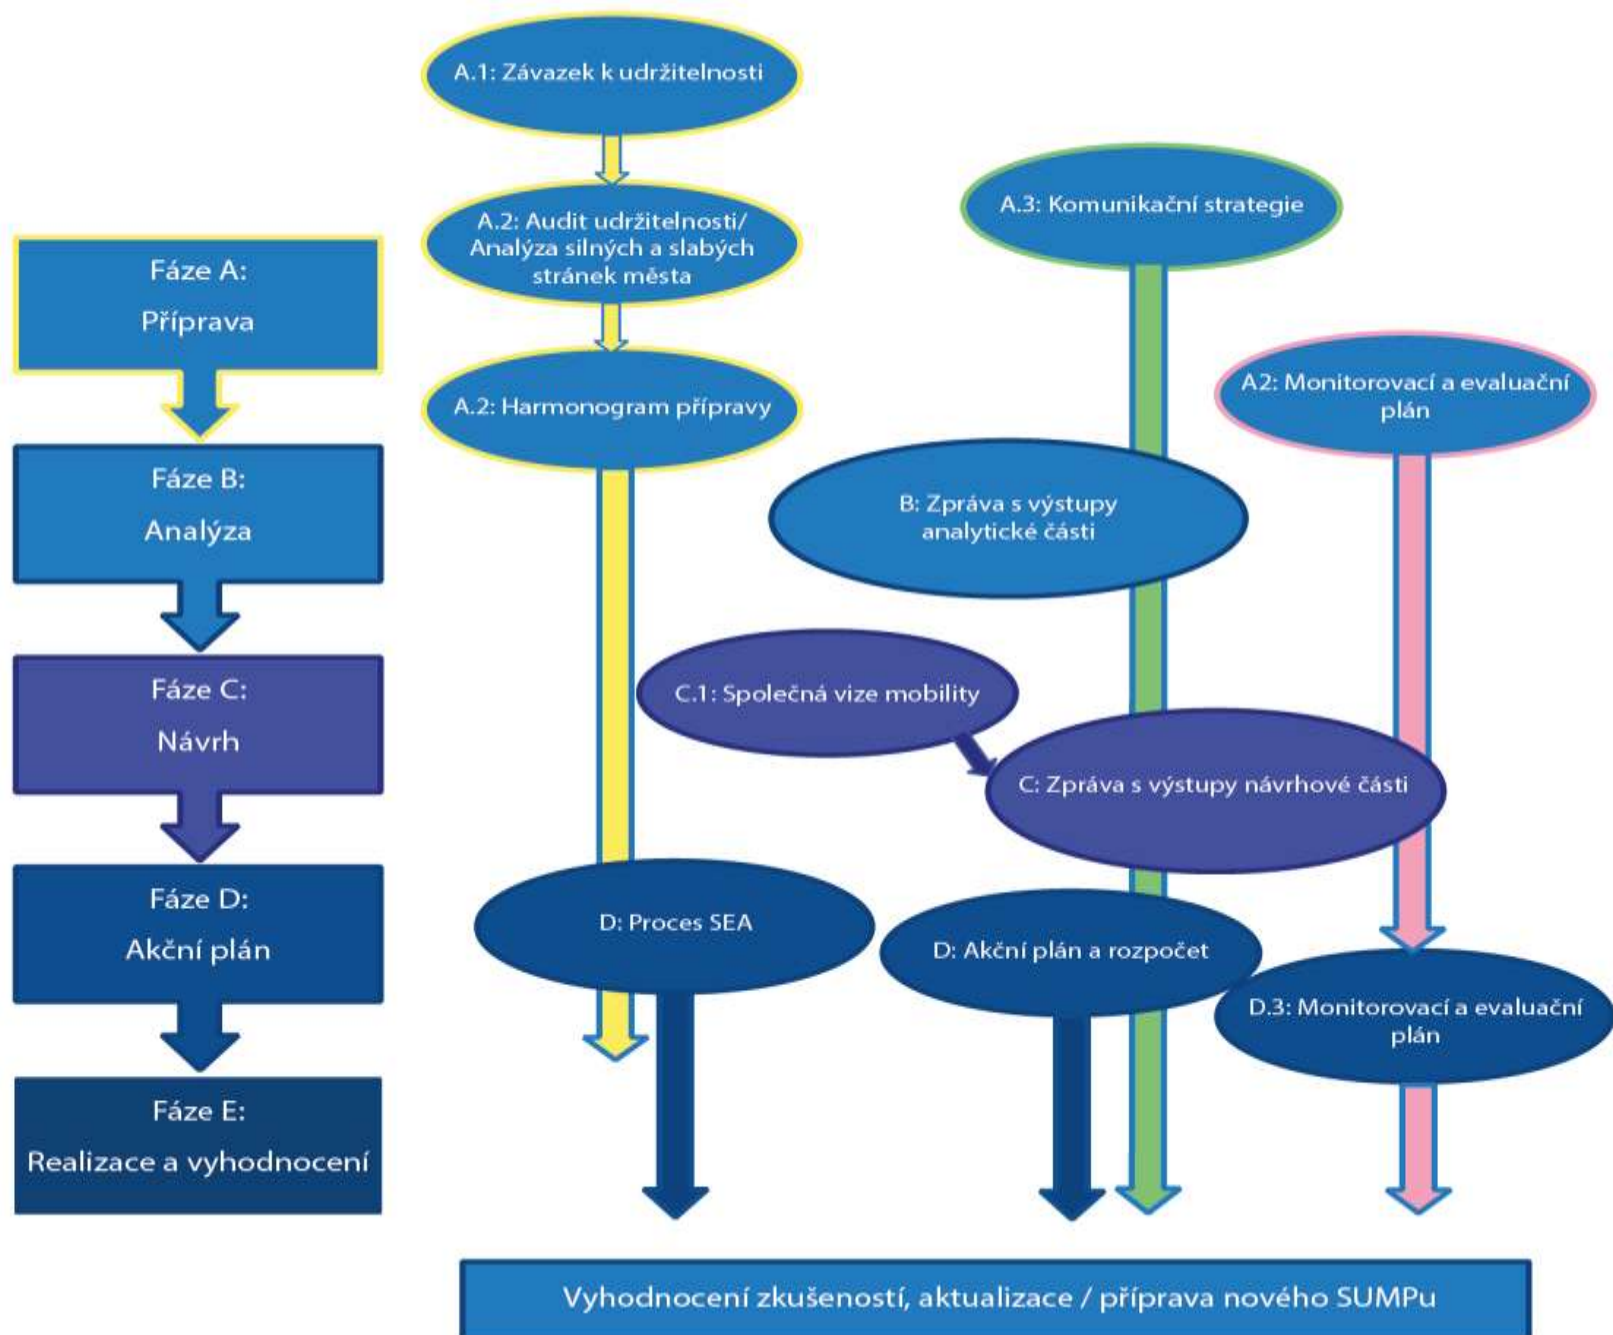 Fáze A:
Příprava
Fáze B:
Analýza
Fáze C:
Návrh
Fáze D:
Akční plán
Fáze E:
Realizace a vyhodnocení
A.1: Závazek k udržitelnosti
A.2: Audit udržitelnosti/
Analýza silných a slabých
stránek města
A.2: Harmonogram přípravy
A.3: Komunikační strategie
A2: Monitorovací a evaluační
plán
B: Zpráva s výstupy
analytické části
C.1: Společná vize mobility
C: Zpráva s výstupy návrhové části
D: Proces SEA
D: Akční plán a rozpočet
D.3: Monitorovací a evaluační
plán
Vyhodnocení zkušeností, aktualizace / příprava nového SUMPu